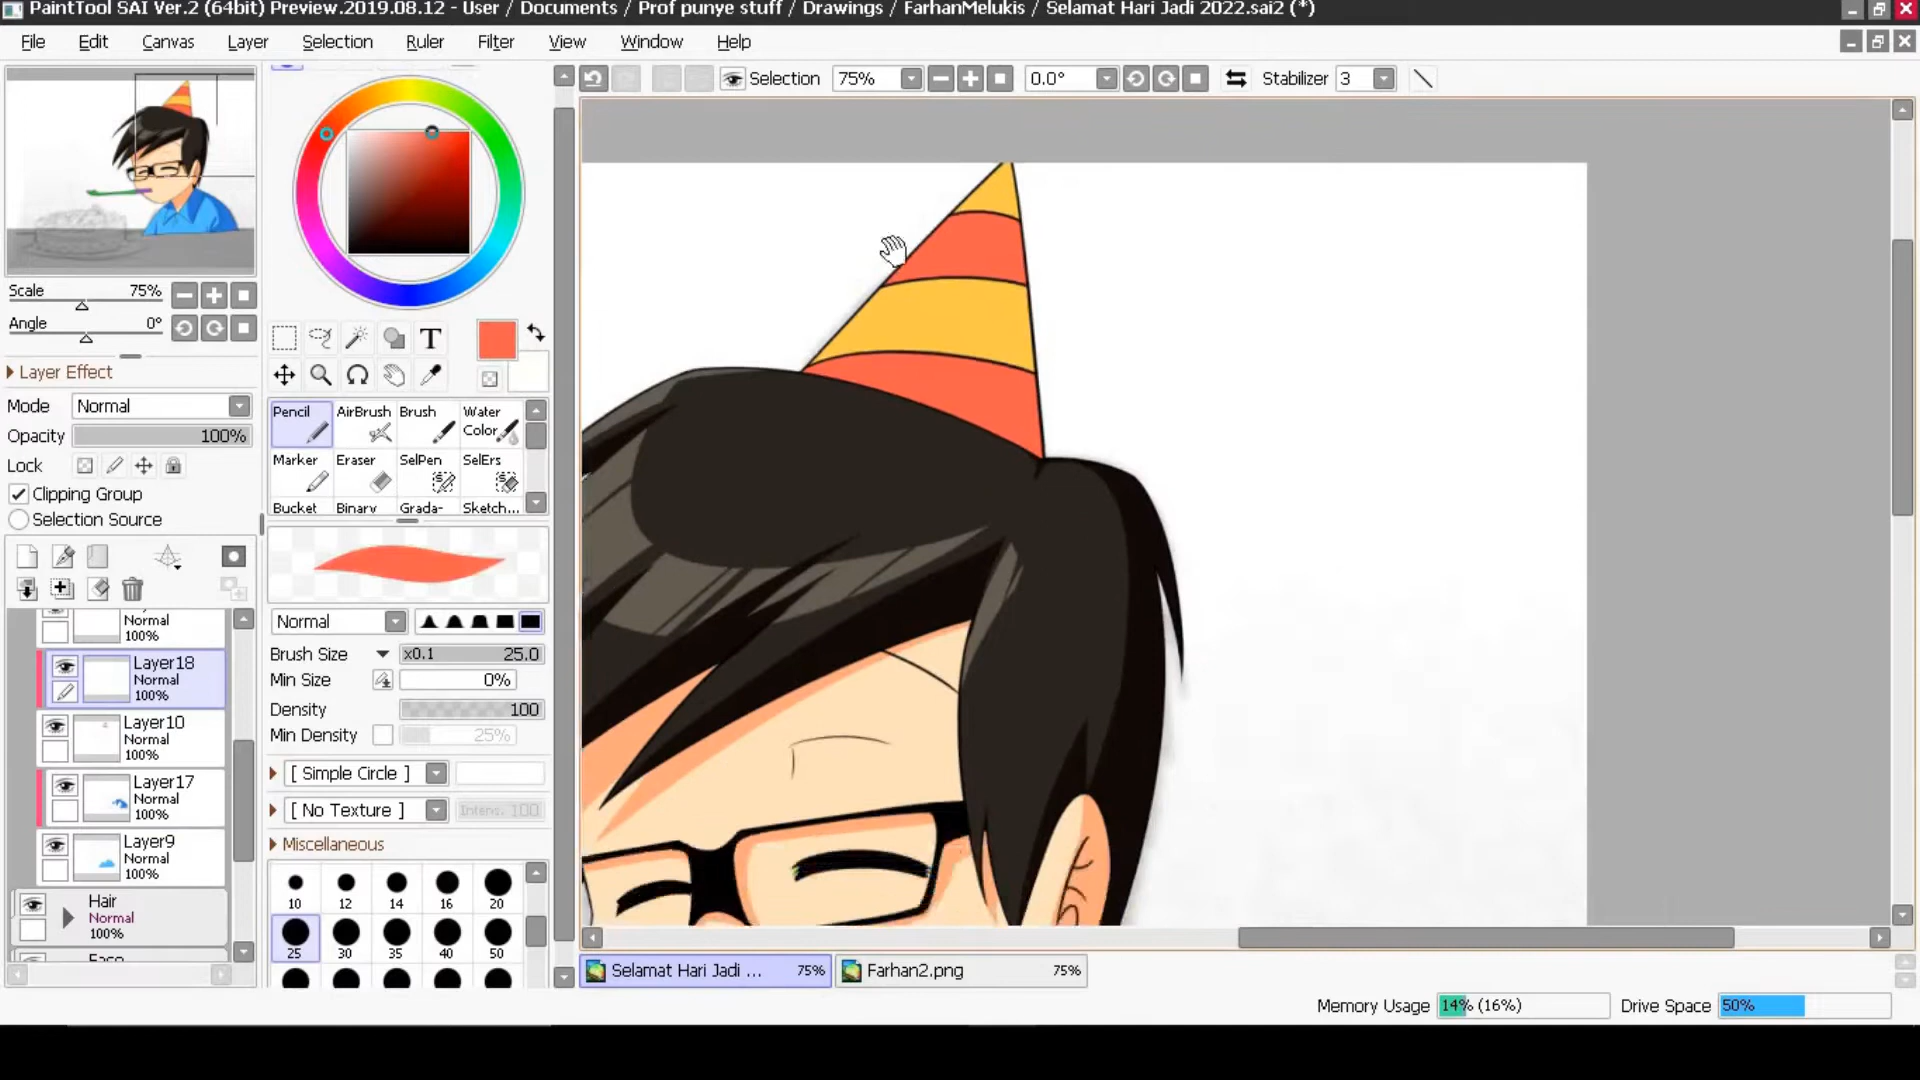 PaintTool SAI Ver.2 (64bit) Preview.2019.08.12 - User / Documents / Prof punye stuff / Drawings / FarhanMelukis / Selamat Hari Jadi 2022.sai2 (*)
File Edit Canvas Layer Selection Ruler Filter View Window Help
Selection 75% 0.0° Stabilizer 3
Scale 75%
Angle 0°
Layer Effect
Mode Normal
Opacity 100%
Lock
Clipping Group
Selection Source
Normal
100%
Layer18
Normal
100%
Layer10
Normal
100%
Layer17
Normal
100%
Layer9
Normal
100%
Hair
Normal
100%
T
Pencil AirBrush Brush Water Color
Marker Eraser SelPen SelErs
Bucket Binary Grada- Sketch...
Normal
Brush Size x0.1 25.0
Min Size 0%
Density 100
Min Density 25%
[ Simple Circle ]
[ No Texture ] Intens. 100
Miscellaneous
10 12 14 16 20
25 30 35 40 50
Selamat Hari Jadi ... 75% Farhan2.png 75%
Memory Usage 14% (16%) Drive Space 50%